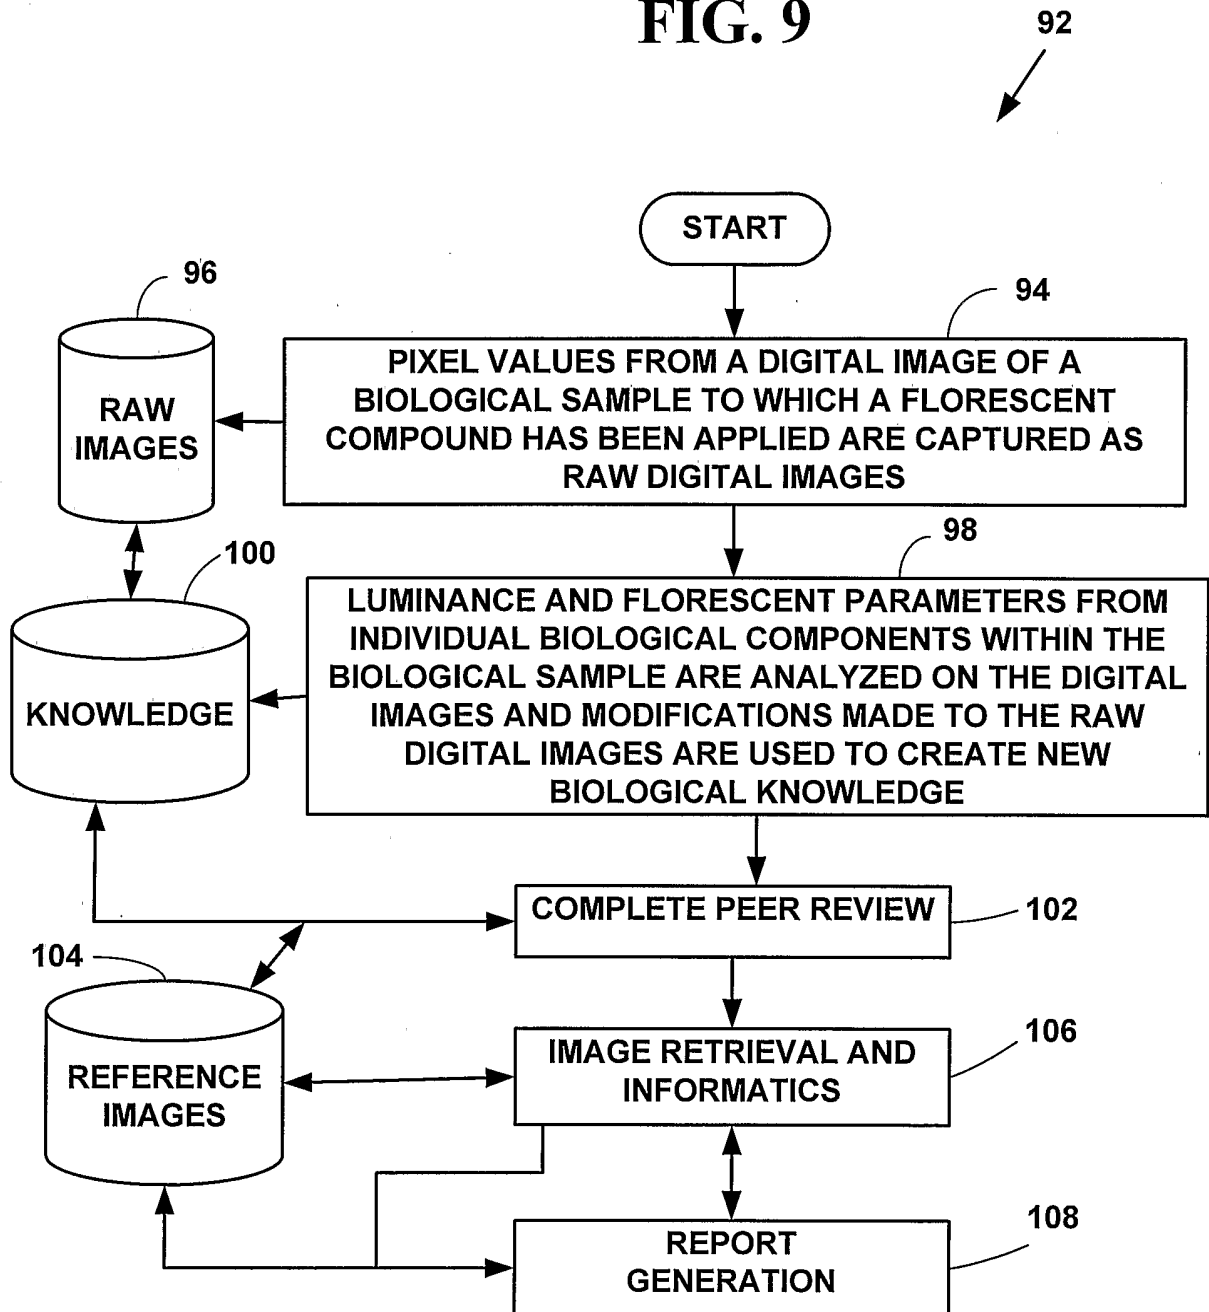 FIG. 9
92
START
96
94
RAW
IMAGES
PIXEL VALUES FROM A DIGITAL IMAGE OF A
BIOLOGICAL SAMPLE TO WHICH A FLORESCENT
COMPOUND HAS BEEN APPLIED ARE CAPTURED AS
RAW DIGITAL IMAGES
98
100
KNOWLEDGE
LUMINANCE AND FLORESCENT PARAMETERS FROM
INDIVIDUAL BIOLOGICAL COMPONENTS WITHIN THE
BIOLOGICAL SAMPLE ARE ANALYZED ON THE DIGITAL
IMAGES AND MODIFICATIONS MADE TO THE RAW
DIGITAL IMAGES ARE USED TO CREATE NEW
BIOLOGICAL KNOWLEDGE
COMPLETE PEER REVIEW
102
104
REFERENCE
IMAGES
IMAGE RETRIEVAL AND
INFORMATICS
106
REPORT
GENERATION
108